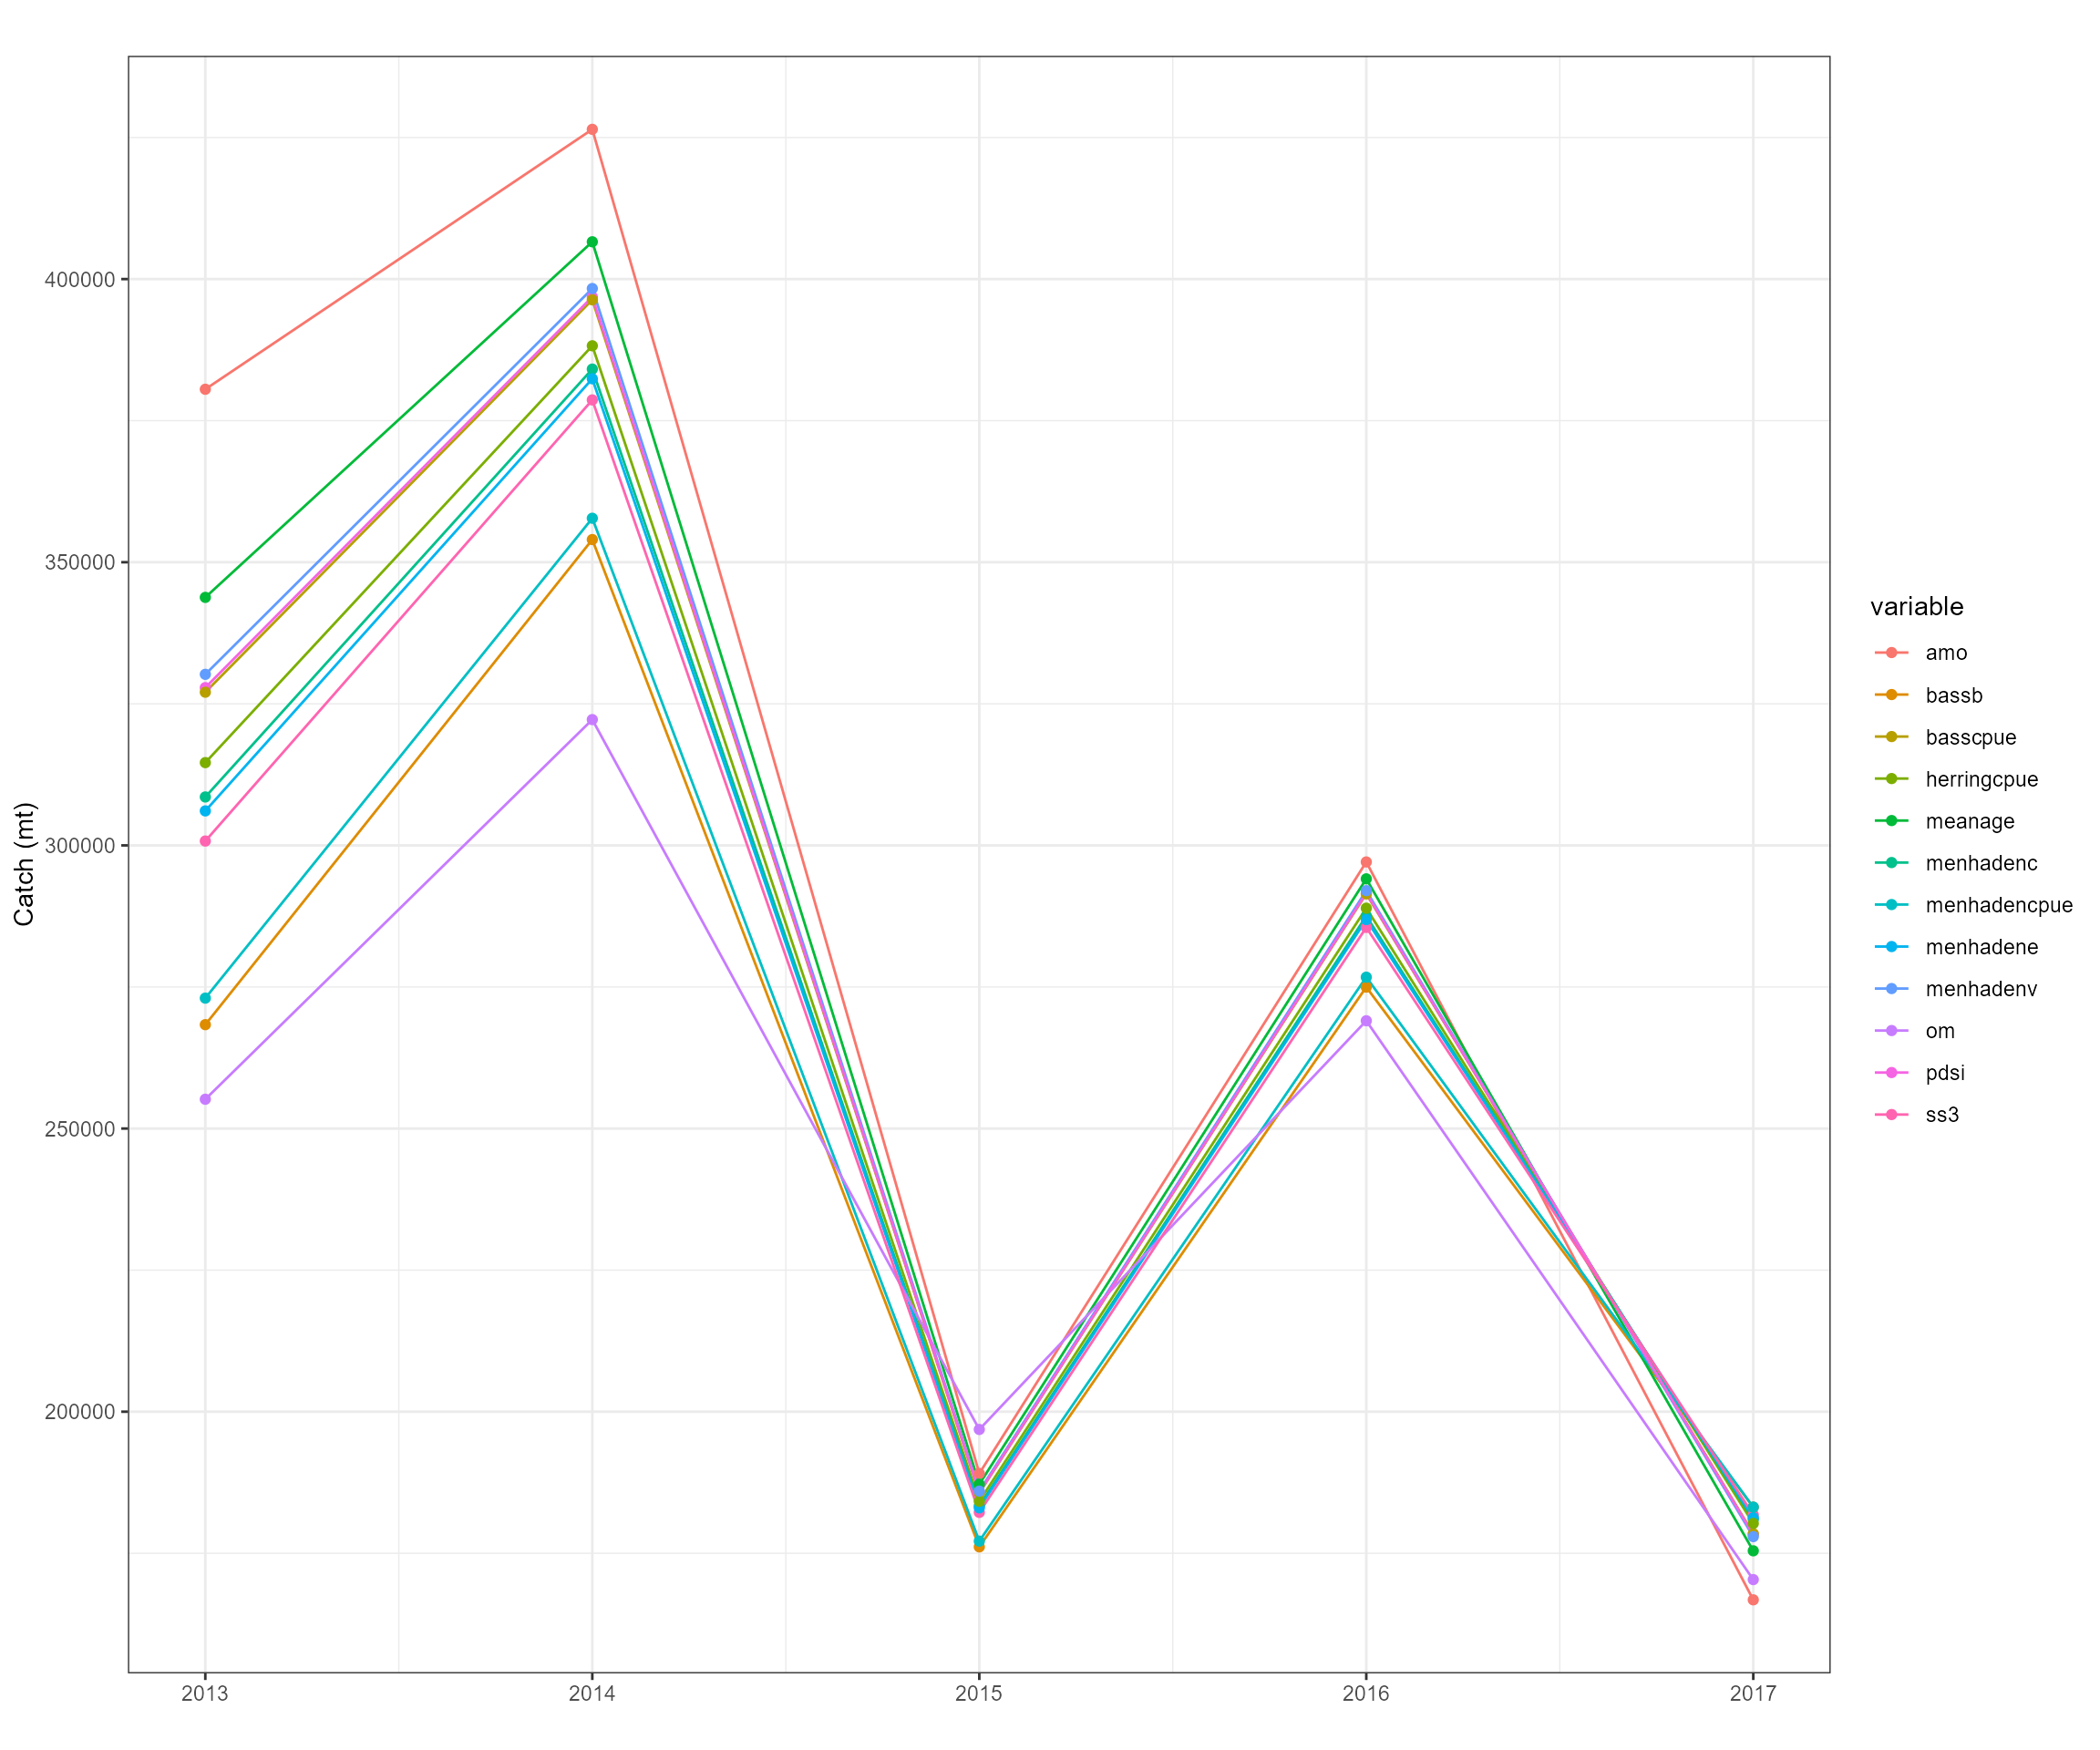 Catch (mt)
400000
350000
300000
250000
200000
2013
2014
2015
2016
2017
variable
amo
bassb
basscpue
herringcpue
meanage
menhadenc
menhadencpue
menhadene
menhadenv
om
pdsi
ss3